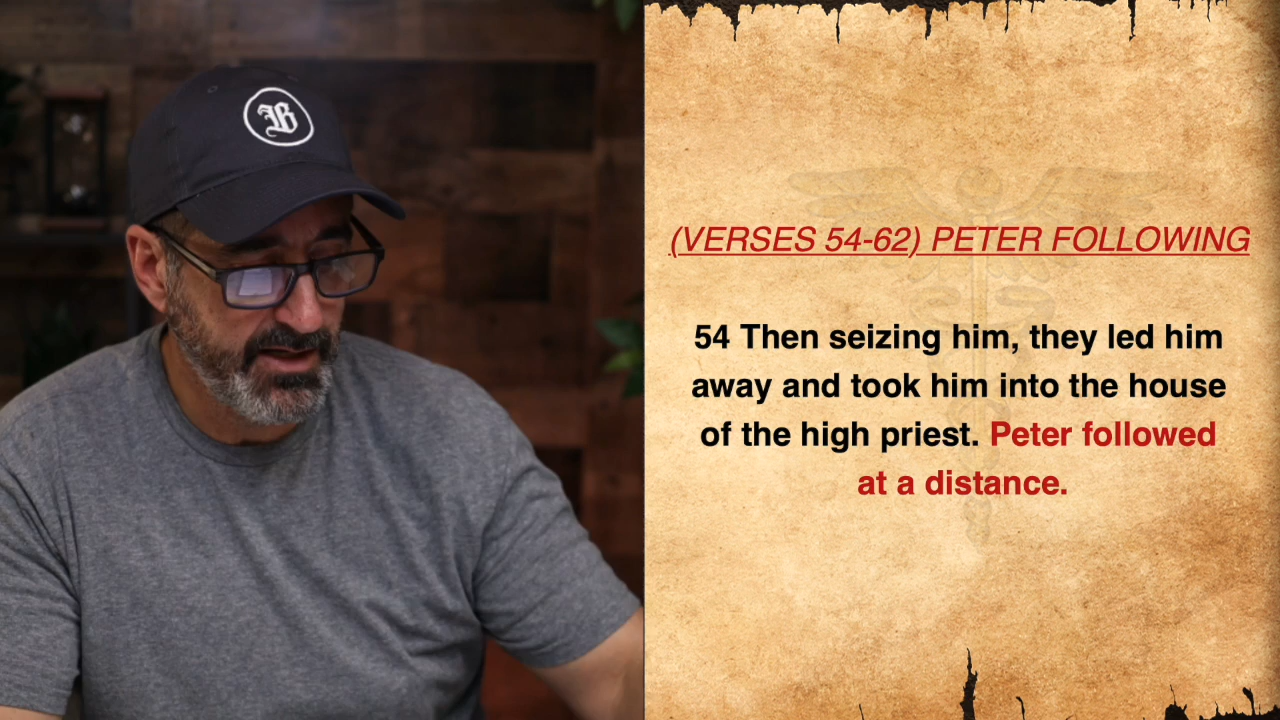 B
(VERSES 54-62) PETER FOLLOWING
54 Then seizing him, they led him
away and took him into the house
of the high priest. Peter followed
at a distance.